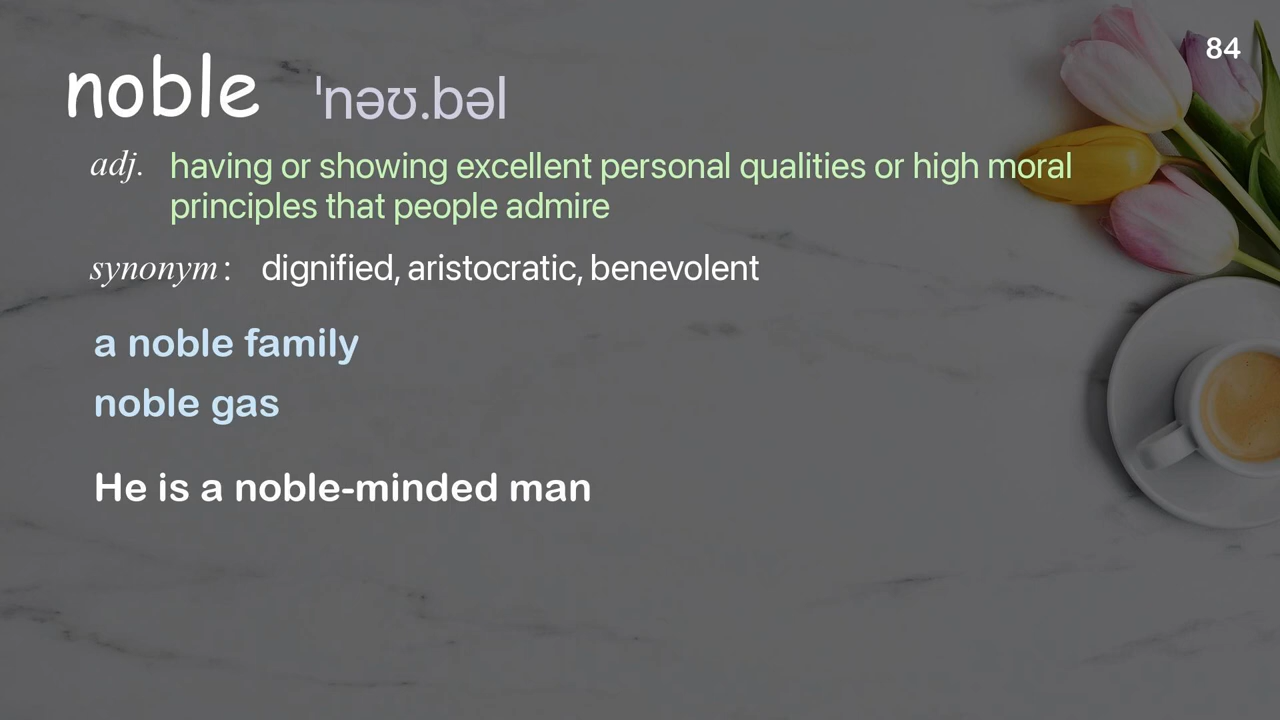 84
noble ˈnəʊ.bəl
adj. having or showing excellent personal qualities or high moral
principles that people admire
synonym: dignified, aristocratic, benevolent
a noble family
noble gas
He is a noble-minded man